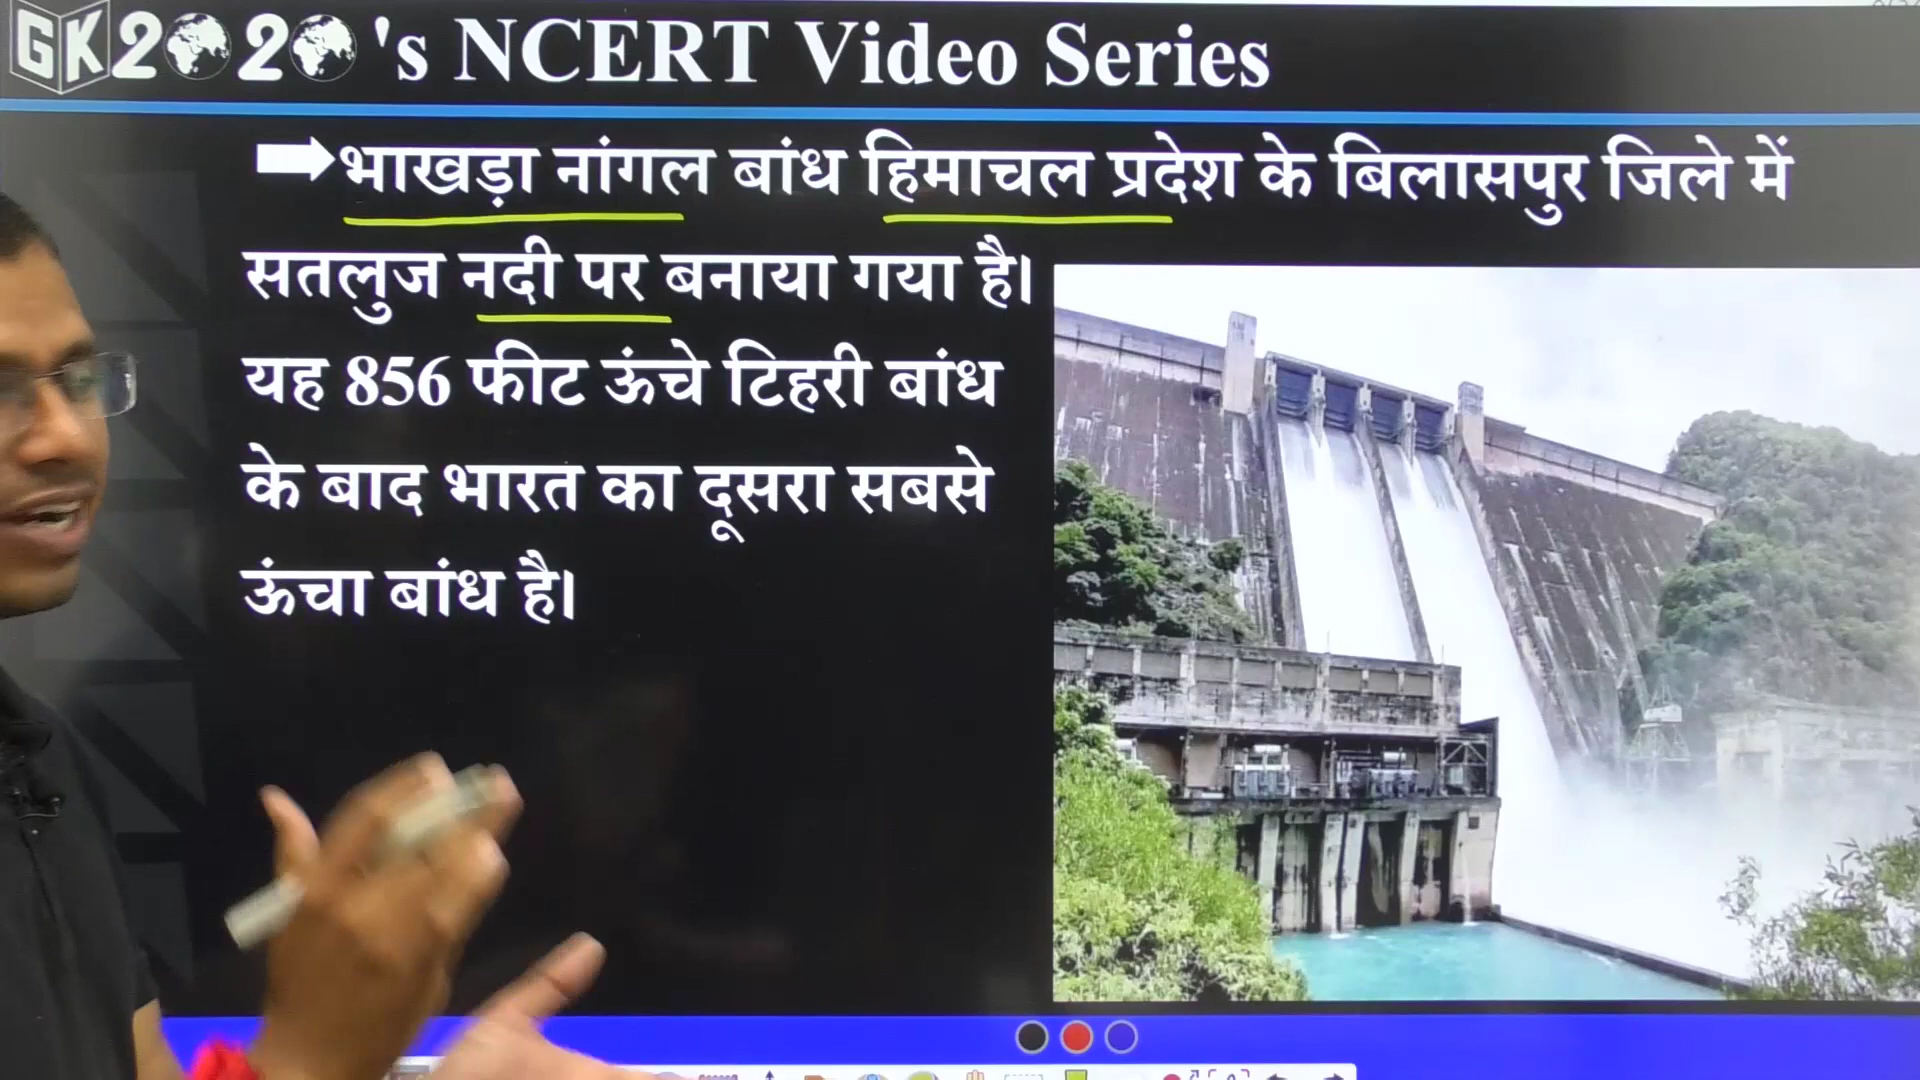 GK2020's NCERT Video Series
➡भाखड़ा नांगल बांध हिमाचल प्रदेश के बिलासपुर जिले में
सतलुज नदी पर बनाया गया है।
यह 856 फीट ऊंचे टिहरी बांध
के बाद भारत का दूसरा सबसे
ऊंचा बांध है।